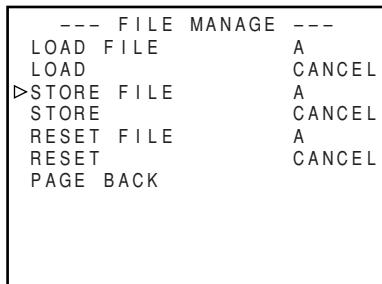 --- FILE MANAGE ---
LOAD FILE A
LOAD CANCEL
▷STORE FILE A
STORE CANCEL
RESET FILE A
RESET CANCEL
PAGE BACK